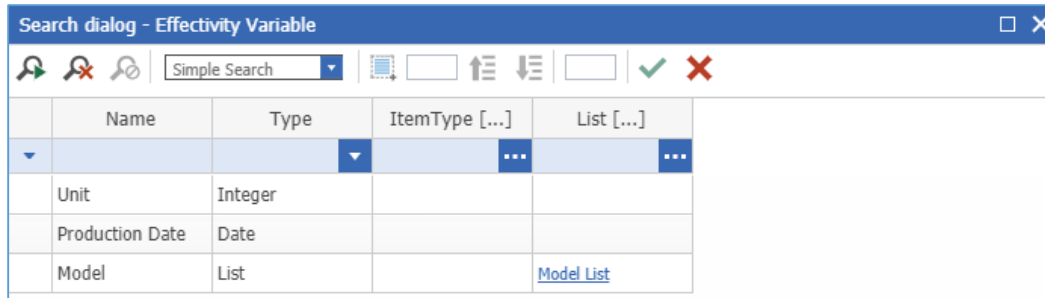 Search dialog - Effectivity Variable
Simple Search
Name Type ItemType [...] List [...]
Unit Integer
Production Date Date
Model List Model List